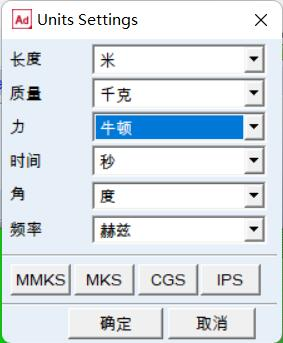 Ad Units Settings
长度 米
质量 千克
力 牛顿
时间 秒
角 度
频率 赫兹
MMKS MKS CGS IPS
确定 取消